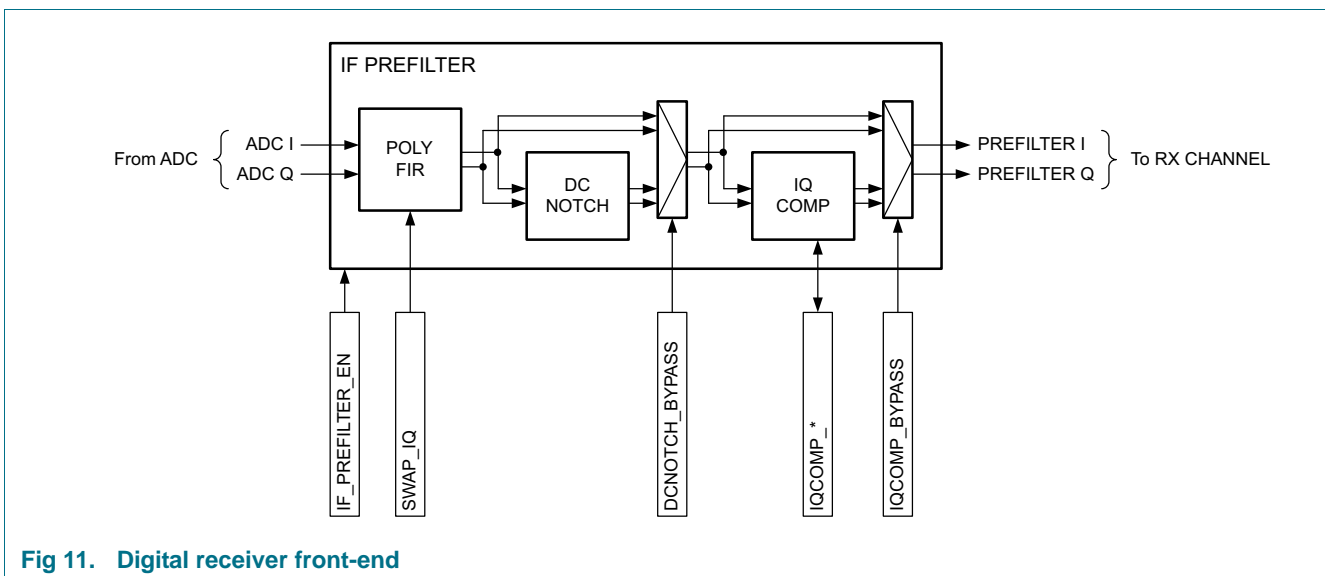 IF PREFILTER
From ADC
ADC I
ADC Q
POLY
FIR
DC
NOTCH
IQ
COMP
PREFILTER I
PREFILTER Q
To RX CHANNEL
IF_PREFILTER_EN
SWAP_IQ
DCNOTCH_BYPASS
IQCOMP_*
IQCOMP_BYPASS
Fig 11. Digital receiver front-end